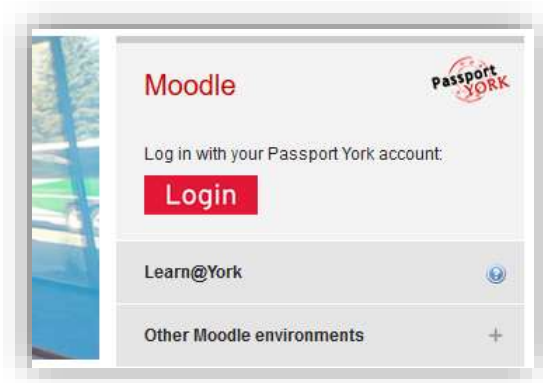 Moodle
Passport
YORK
Log in with your Passport York account:
Login
Learn@York
Other Moodle environments